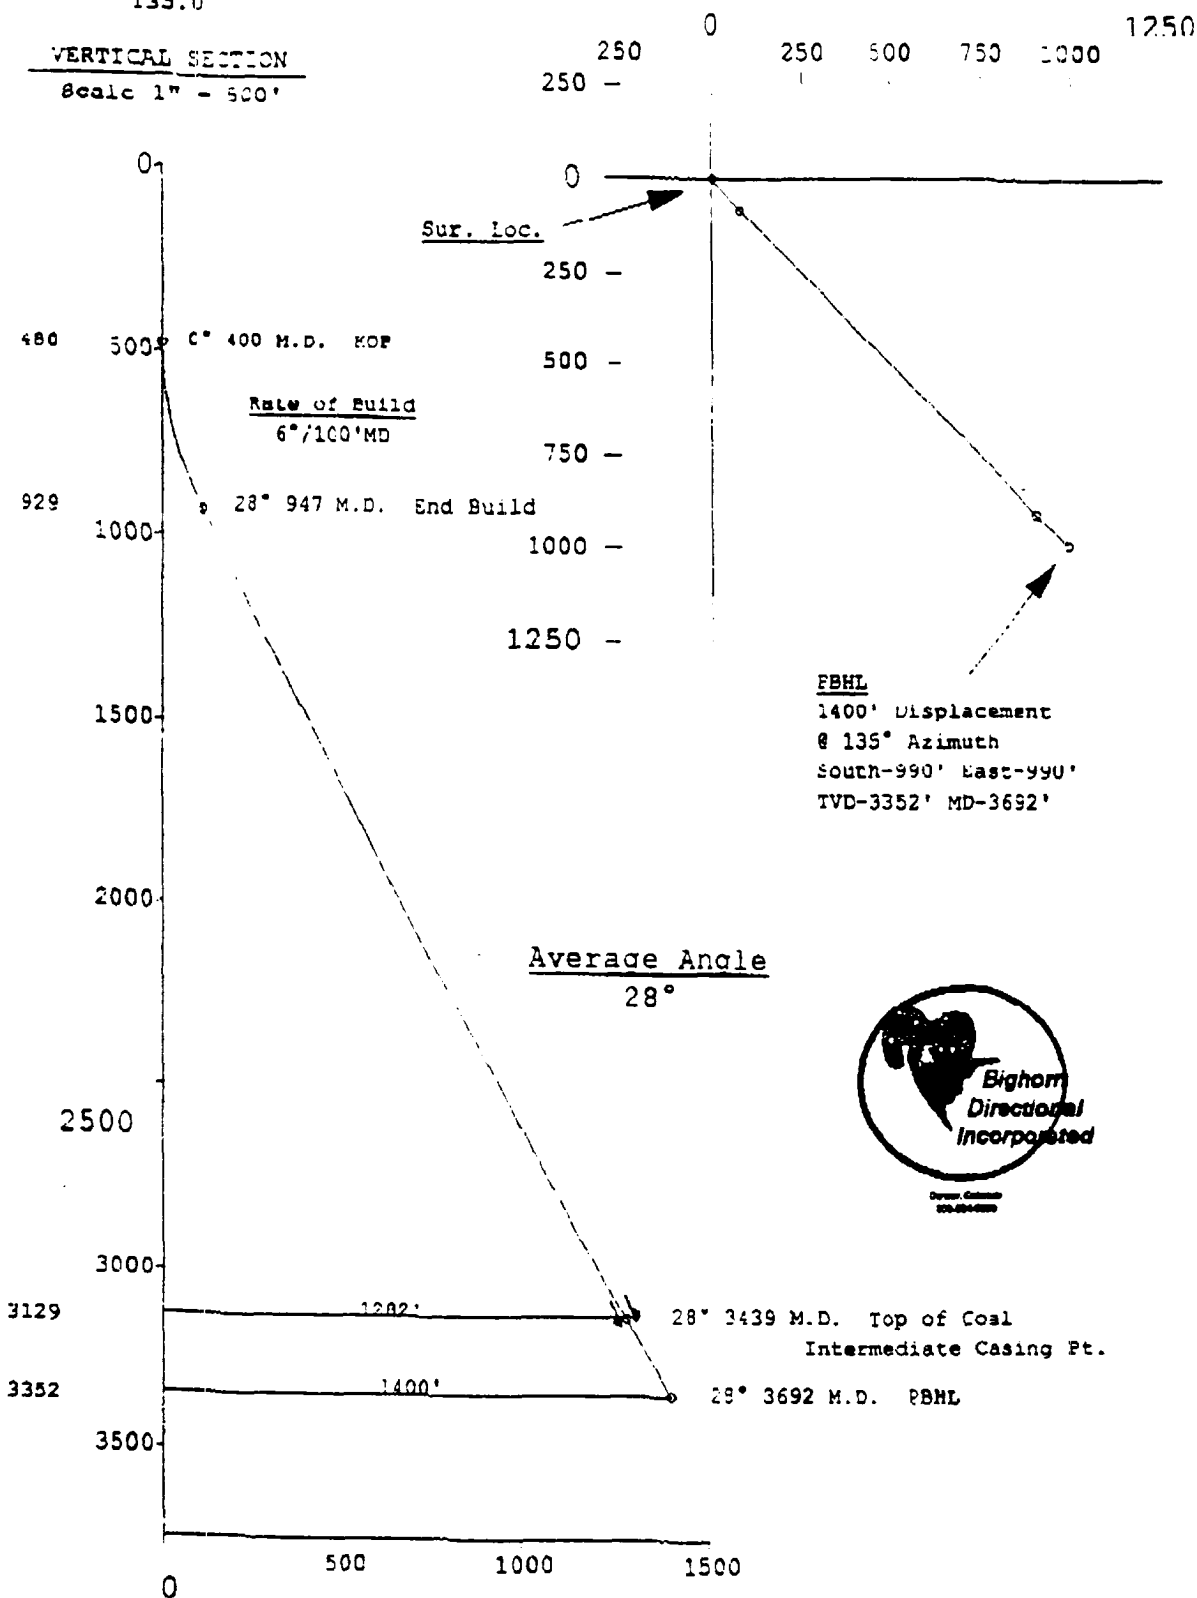 VERTICAL SECTION
Scale 1" - 500'
0
1250
250
250
500
750
1000
250
0
0
Sur. Loc.
250
480
500
0° 400 M.D. KOP
500
Rate of Build
6°/100'MD
750
929
28° 947 M.D. End Build
1000
1000
1250
PBHL
1400' Displacement
@ 135° Azimuth
South-990' East-990'
TVD-3352' MD-3692'
1500
2000
Average Angle
28°
Bighorn
Directional
Incorporated
2500
3000
3129
1282'
28° 3439 M.D. Top of Coal
Intermediate Casing Pt.
3352
1400'
28° 3692 M.D. PBHL
3500
0
500
1000
1500